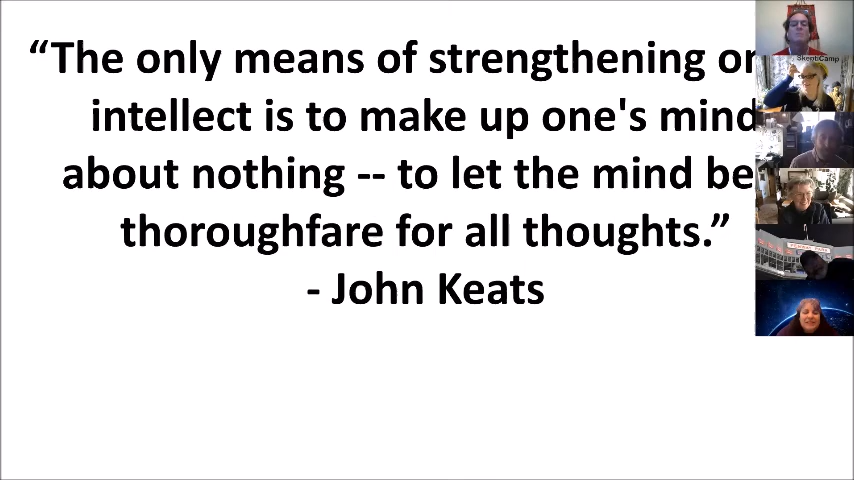 “The only means of strengthening
intellect is to make up one's mind
about nothing -- to let the mind be
thoroughfare for all thoughts.”
- John Keats
SkeptiCamp